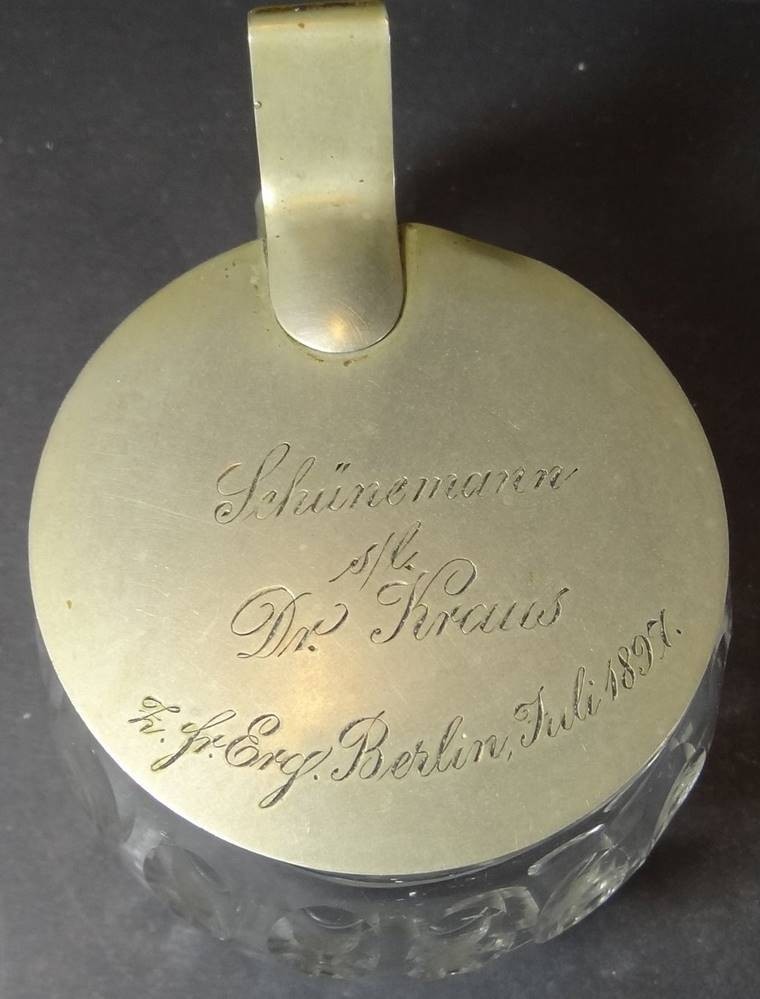 Schünemann
s/l.
Dr. Kraus
z. fr. Erg. Berlin, Juli 1897.